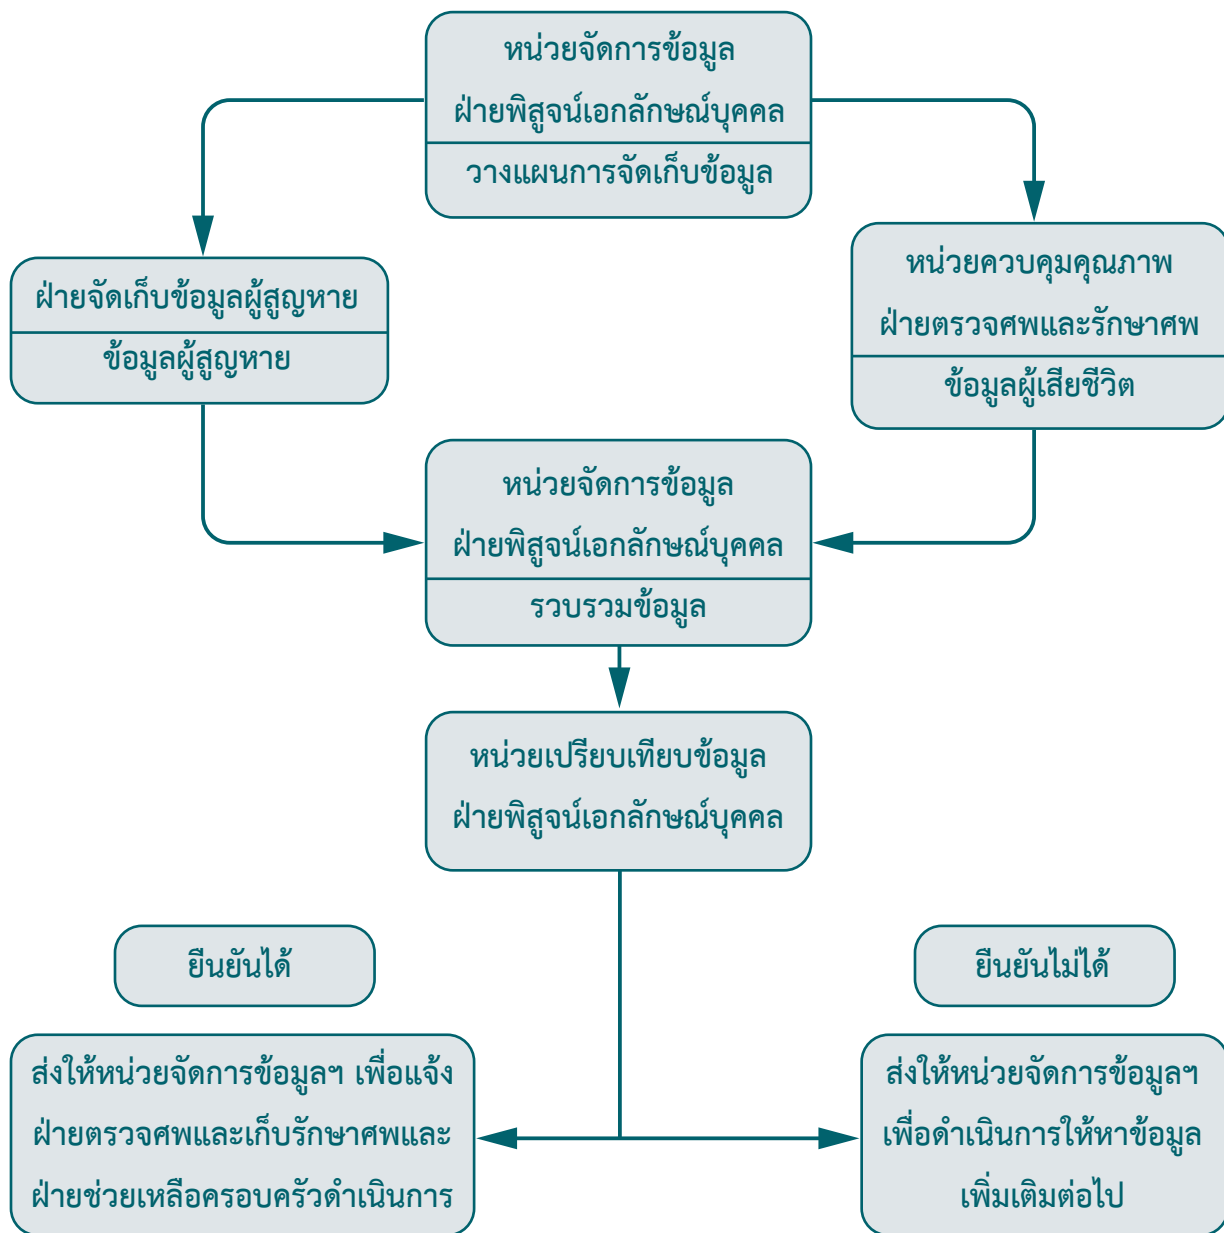 หน่วยจัดการข้อมูล
ฝ่ายพิสูจน์เอกลักษณ์บุคคล
วางแผนการจัดเก็บข้อมูล
ฝ่ายจัดเก็บข้อมูลผู้สูญหาย
ข้อมูลผู้สูญหาย
หน่วยควบคุมคุณภาพ
ฝ่ายตรวจศพและรักษาศพ
ข้อมูลผู้เสียชีวิต
หน่วยจัดการข้อมูล
ฝ่ายพิสูจน์เอกลักษณ์บุคคล
รวบรวมข้อมูล
หน่วยเปรียบเทียบข้อมูล
ฝ่ายพิสูจน์เอกลักษณ์บุคคล
ยืนยันได้
ส่งให้หน่วยจัดการข้อมูลฯ เพื่อแจ้ง
ฝ่ายตรวจศพและเก็บรักษาศพและ
ฝ่ายช่วยเหลือครอบครัวดำเนินการ
ยืนยันไม่ได้
ส่งให้หน่วยจัดการข้อมูลฯ
เพื่อดำเนินการให้หาข้อมูล
เพิ่มเติมต่อไป